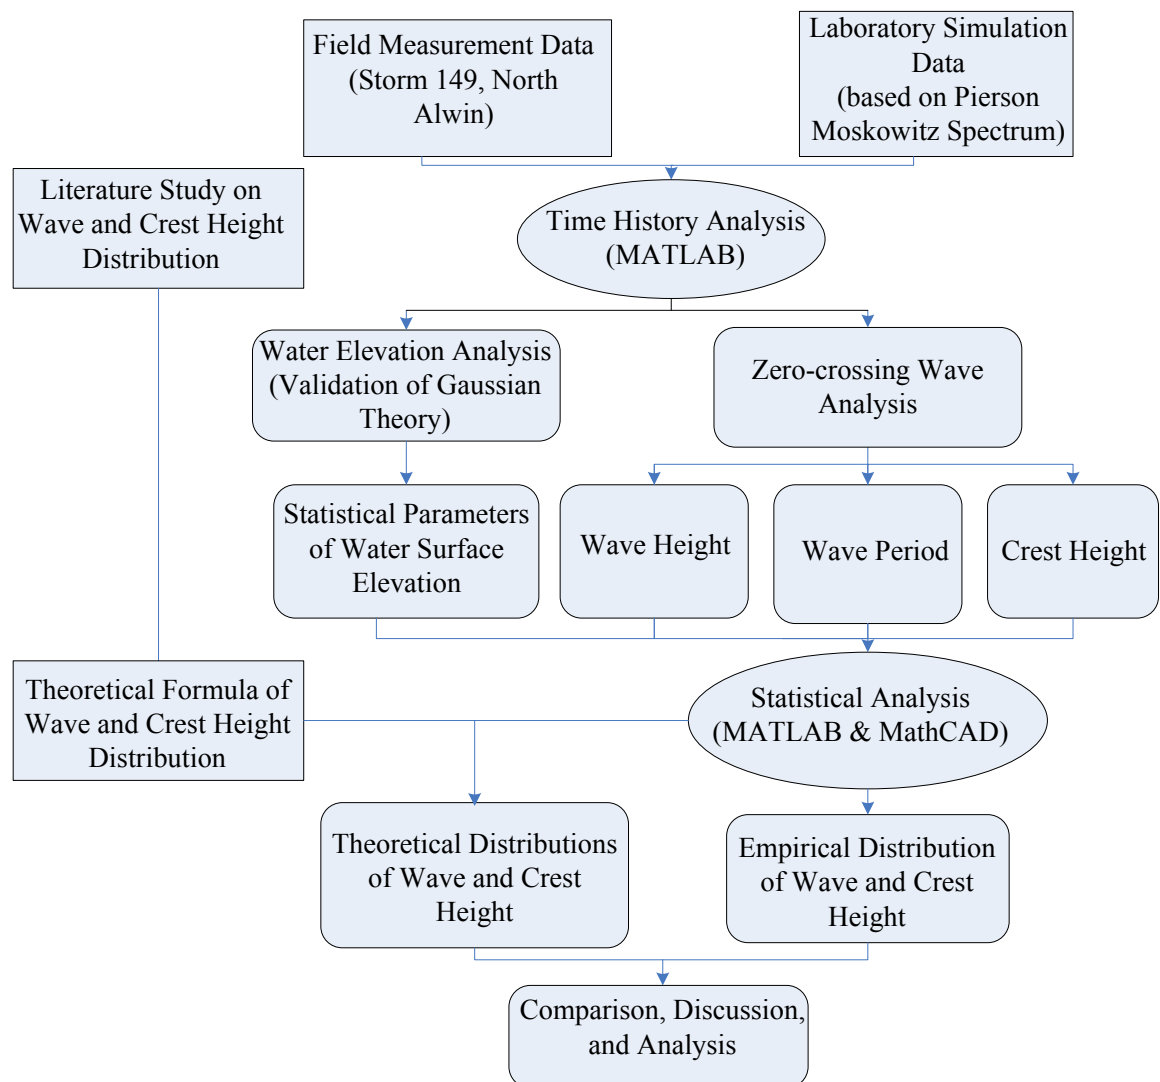 Field Measurement Data
(Storm 149, North
Alwin)
Laboratory Simulation
Data
(based on Pierson
Moskowitz Spectrum)
Literature Study on
Wave and Crest Height
Distribution
Time History Analysis
(MATLAB)
Water Elevation Analysis
(Validation of Gaussian
Theory)
Zero-crossing Wave
Analysis
Statistical Parameters
of Water Surface
Elevation
Wave Height
Wave Period
Crest Height
Theoretical Formula of
Wave and Crest Height
Distribution
Statistical Analysis
(MATLAB & MathCAD)
Theoretical Distributions
of Wave and Crest
Height
Empirical Distribution
of Wave and Crest
Height
Comparison, Discussion,
and Analysis